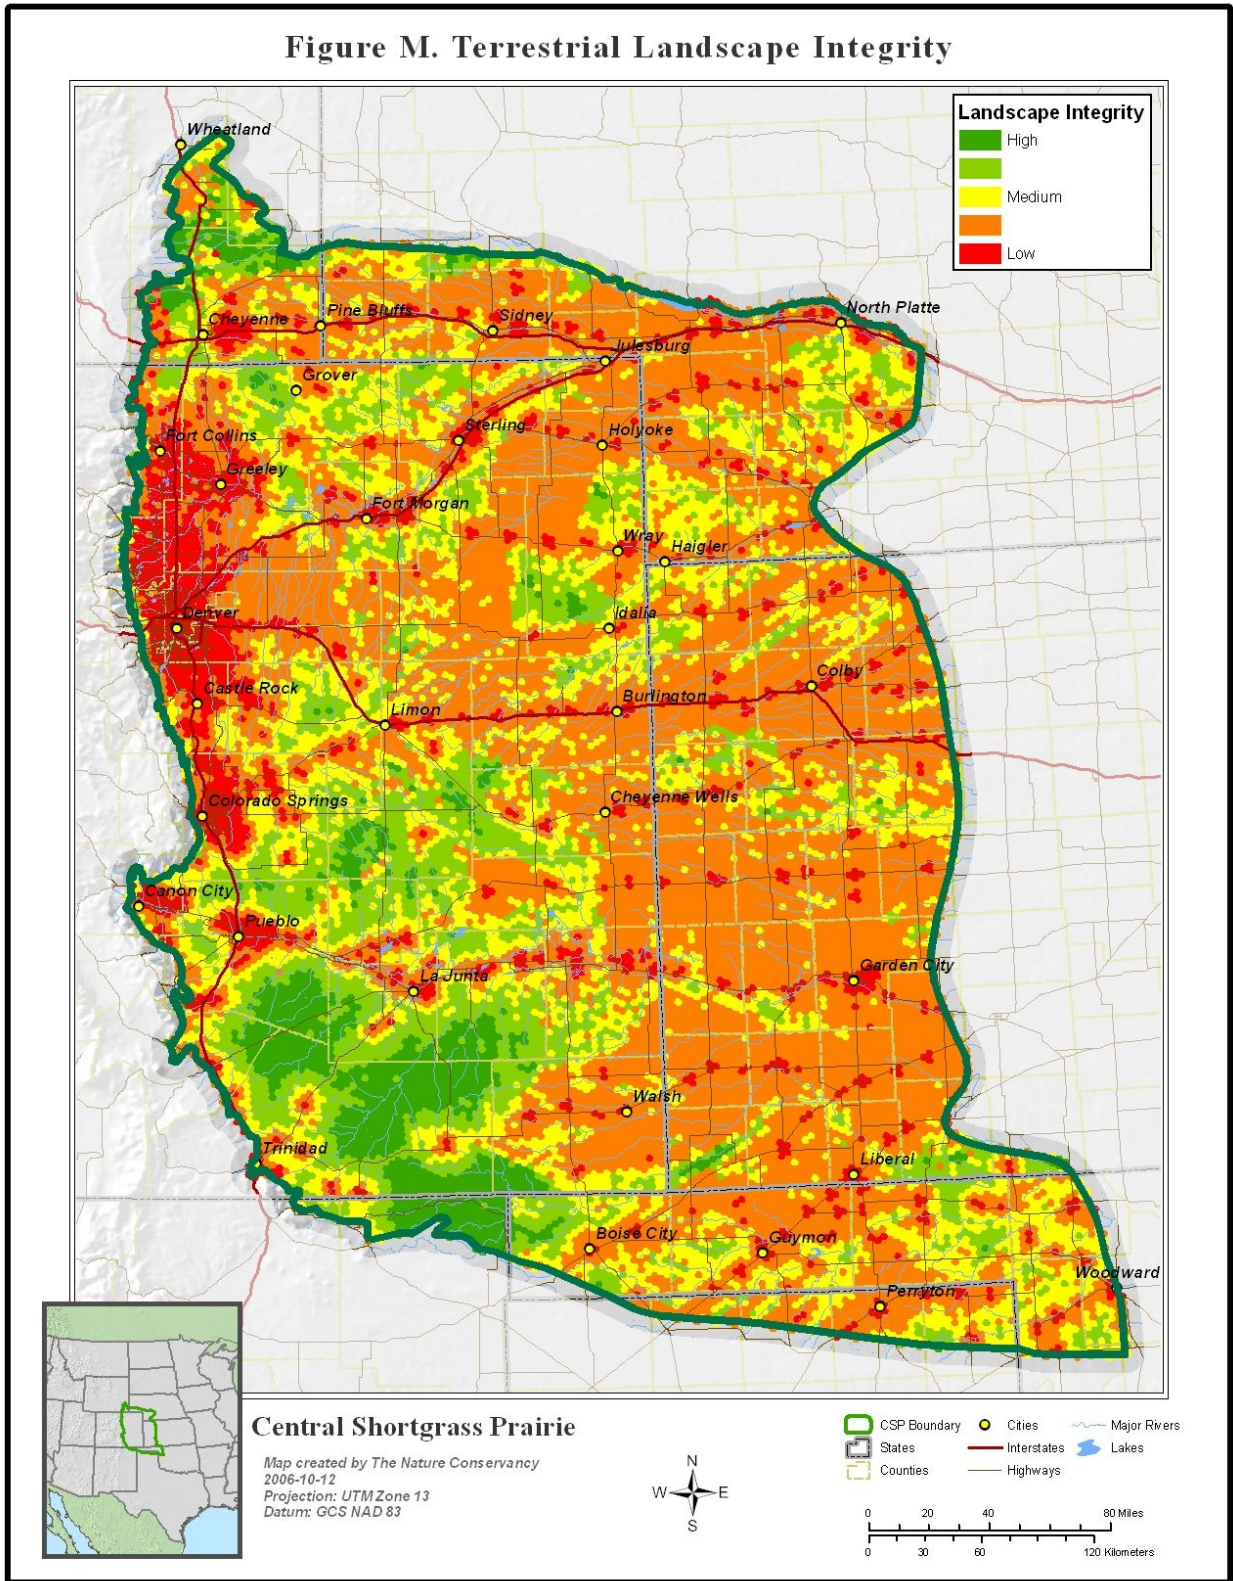 Figure M. Terrestrial Landscape Integrity
Landscape Integrity
High
Medium
Low
Wheatland
Cheyenne
Pine Bluffs
Sidney
North Platte
Julesburg
Grover
Fort Collins
Sterling
Holyoke
Greeley
Fort Morgan
Wray
Haigler
Denver
Idalia
Castle Rock
Limon
Burlington
Colby
Colorado Springs
Cheyenne Wells
Canon City
Pueblo
La Junta
Garden City
Walsh
Trinidad
Liberal
Boise City
Guymon
Woodward
Perryton
Central Shortgrass Prairie
Map created by The Nature Conservancy
2006-10-12
Projection: UTM Zone 13
Datum: GCS NAD 83
N
W E
S
CSP Boundary
Cities
Major Rivers
States
Interstates
Lakes
Counties
Highways
0 20 40 80 Miles
0 30 60 120 Kilometers